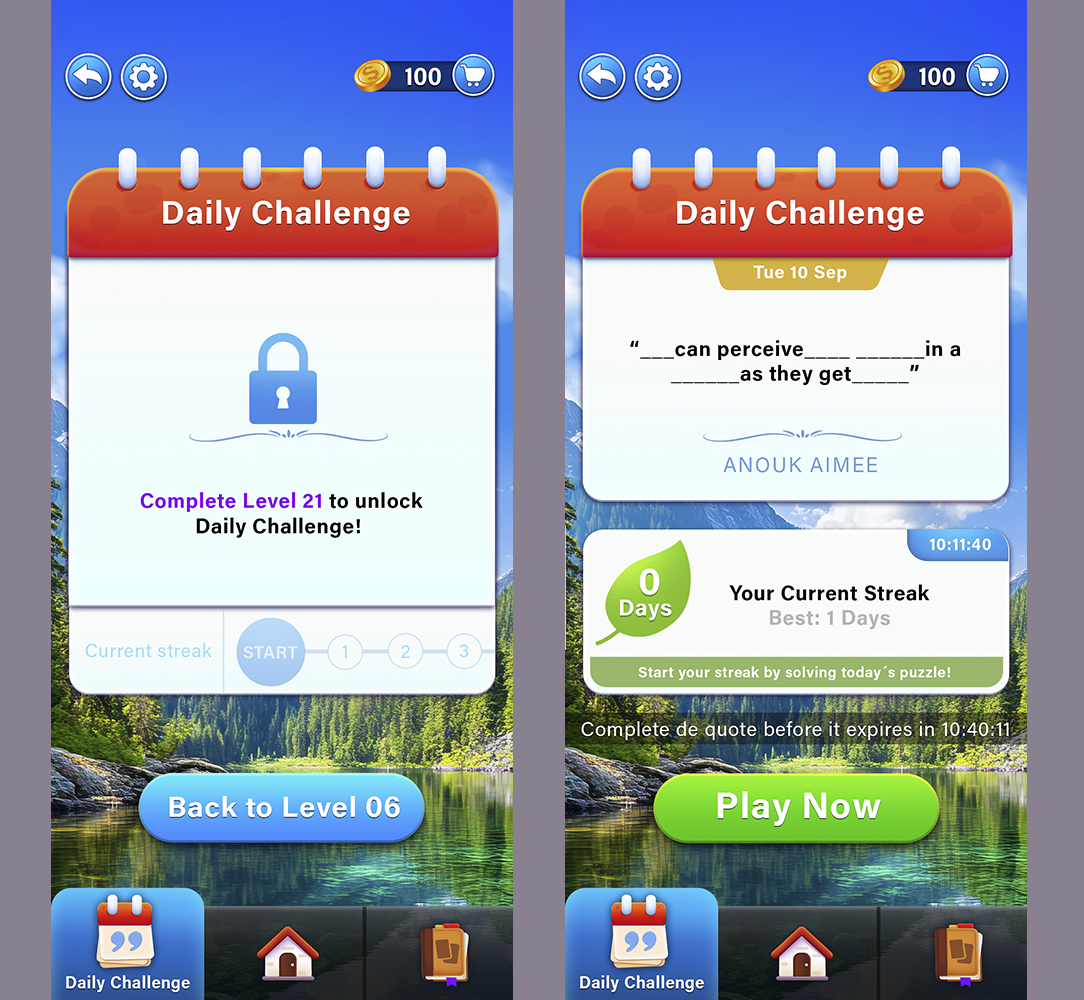 100
Daily Challenge
Complete Level 21 to unlock
Daily Challenge!
Current streak
START
1
2
3
Back to Level 06
Daily Challenge
100
Daily Challenge
Tue 10 Sep
“___can perceive____ ______in a
______as they get_____”
ANOUK AIMEE
10:11:40
0
Days
Your Current Streak
Best: 1 Days
Start your streak by solving today´s puzzle!
Complete de quote before it expires in 10:40:11
Play Now
Daily Challenge